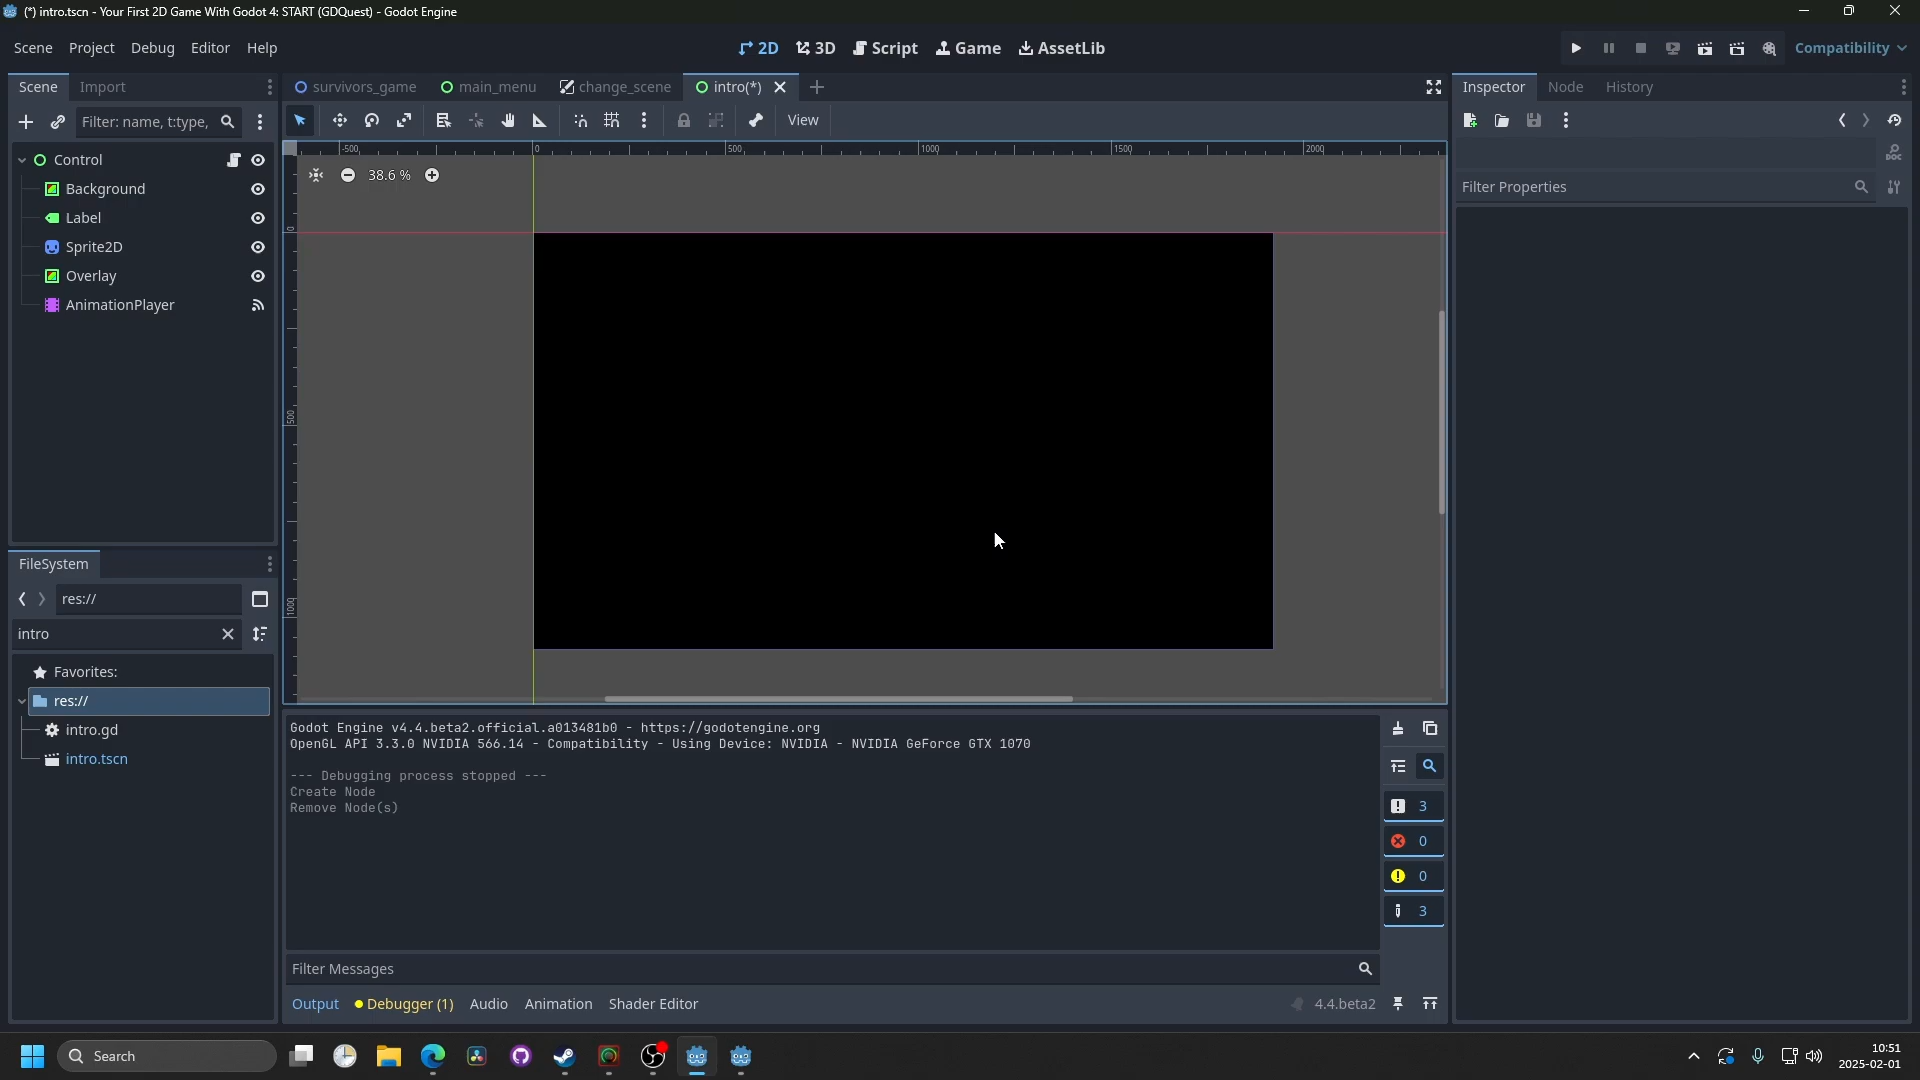 (*) intro.tscn - Your First 2D Game With Godot 4: START (GDQuest) - Godot Engine
Scene Project Debug Editor Help
2D 3D Script Game AssetLib
Compatibility
Scene Import
survivors_game main_menu change_scene intro(*)
Inspector Node History
Filter: name, t:type,
View
-500 0 500 1000 1500 2000
DOC
Control
38.6 %
Filter Properties
Background
Label
0
Sprite2D
Overlay
AnimationPlayer
500
FileSystem
res://
1000
intro
Favorites:
res://
intro.gd
intro.tscn
Godot Engine v4.4.beta2.official.a013481b0 - https://godotengine.org
OpenGL API 3.3.0 NVIDIA 566.14 - Compatibility - Using Device: NVIDIA - NVIDIA GeForce GTX 1070
--- Debugging process stopped ---
Create Node
Remove Node(s)
3
0
0
3
Filter Messages
Output Debugger (1) Audio Animation Shader Editor
4.4.beta2
Search
10:51
2025-02-01